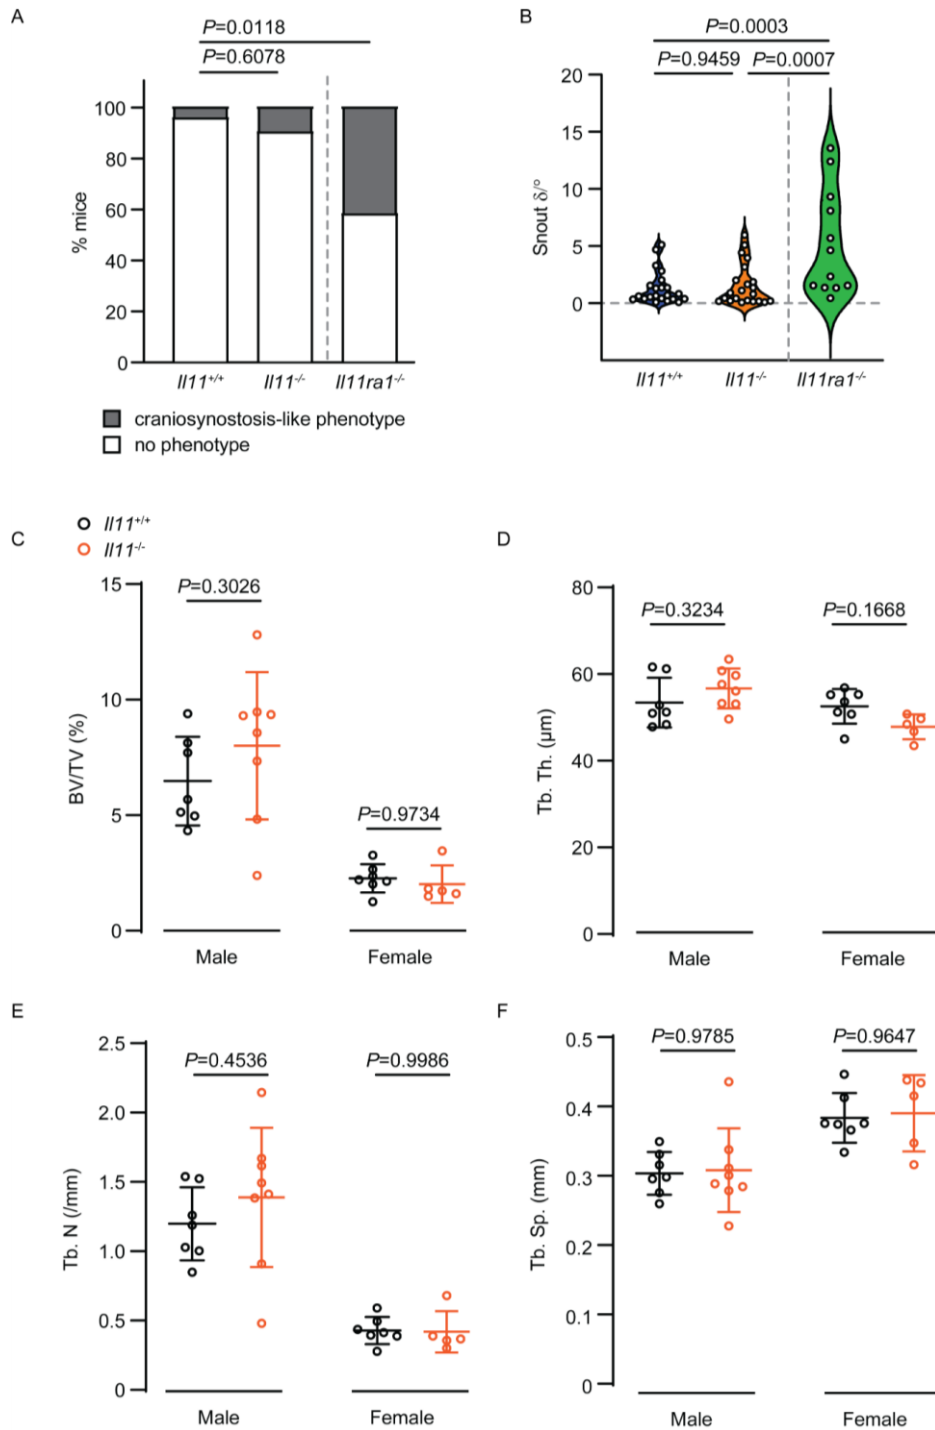 A
P=0.0118
P=0.6078
100
80
60
40
20
0
% mice
Il11+/+
Il11-/-
Il11ra1-/-
craniosynostosis-like phenotype
no phenotype
B
P=0.0003
P=0.9459
P=0.0007
20
15
10
5
0
Snout δ/°
Il11+/+
Il11-/-
Il11ra1-/-
Il11+/+
Il11-/-
C
P=0.3026
P=0.9734
15
10
5
0
BV/TV (%)
Male
Female
D
P=0.3234
P=0.1668
80
60
40
20
0
Tb. Th. (μm)
Male
Female
E
P=0.4536
P=0.9986
2.5
2.0
1.5
1.0
0.5
0
Tb. N (/mm)
Male
Female
F
P=0.9785
P=0.9647
0.5
0.4
0.3
0.2
0.1
0
Tb. Sp. (mm)
Male
Female